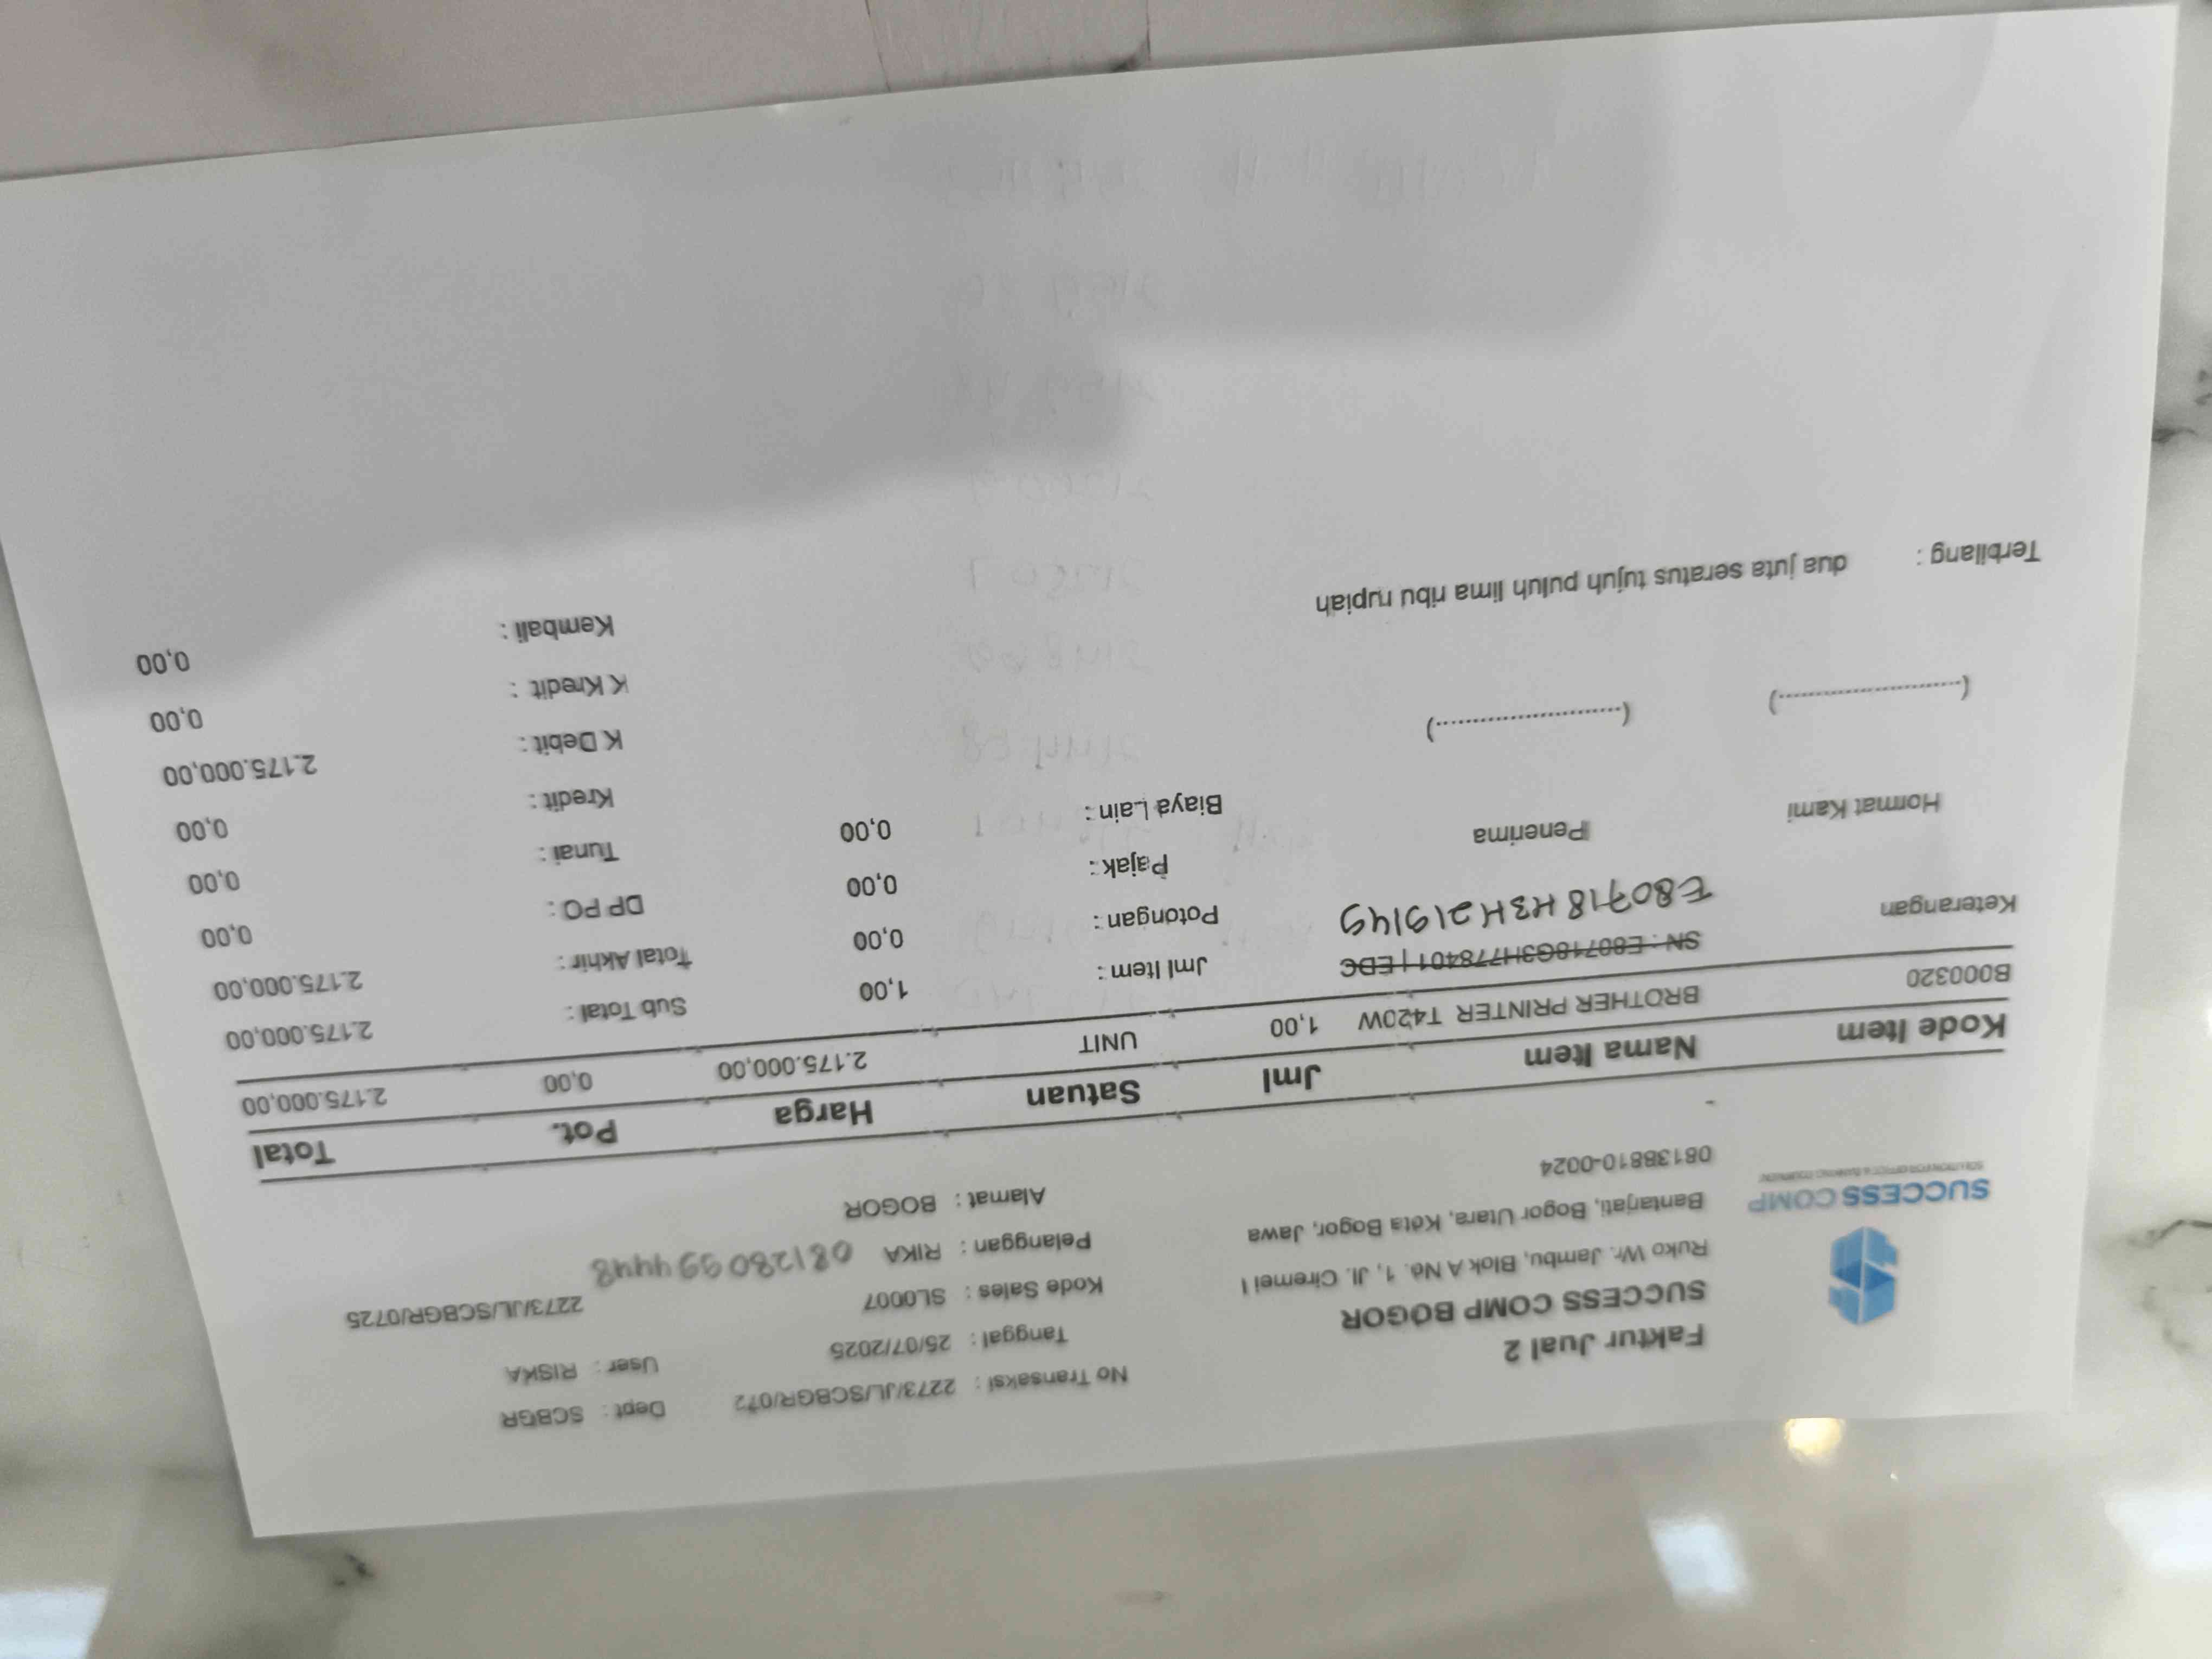 Faktur Jual 2
SUCCESS COMP BOGOR
Ruko Wr. Jambu, Blok A No. 1, Jl. Ciremei I
Bantarjati, Bogor Utara, Kota Bogor, Jawa
08138810-0024
-
SUCCESS COMP
No Transaksi : 2273/JL/SCBGR/072
Tanggal : 25/07/2025
Kode Sales : SL0007
Pelanggan : RIKA 081280994448
Alamat : BOGOR
Dept : SCBGR
User : RISKA
2273/JL/SCBGR/0725
Kode Item Nama Item Jml Satuan Harga Pot. Total
B000320 BROTHER PRINTER T420W 1,00 UNIT 2.175.000,00 0,00 2.175.000,00
SN : E80718G3H778401 | EDC
E80718H3H219149
Keterangan
Hormat Kami Penerima
(............................) (............................)
Jml Item : 1,00
Potongan : 0,00
Pajak : 0,00
Biaya Lain : 0,00
Sub Total : 2.175.000,00
Total Akhir : 2.175.000,00
DP PO : 0,00
Tunai : 0,00
Kredit : 0,00
K Debit : 2.175.000,00
K Kredit : 0,00
Kembali : 0,00
Terbilang : dua juta seratus tujuh puluh lima ribu rupiah